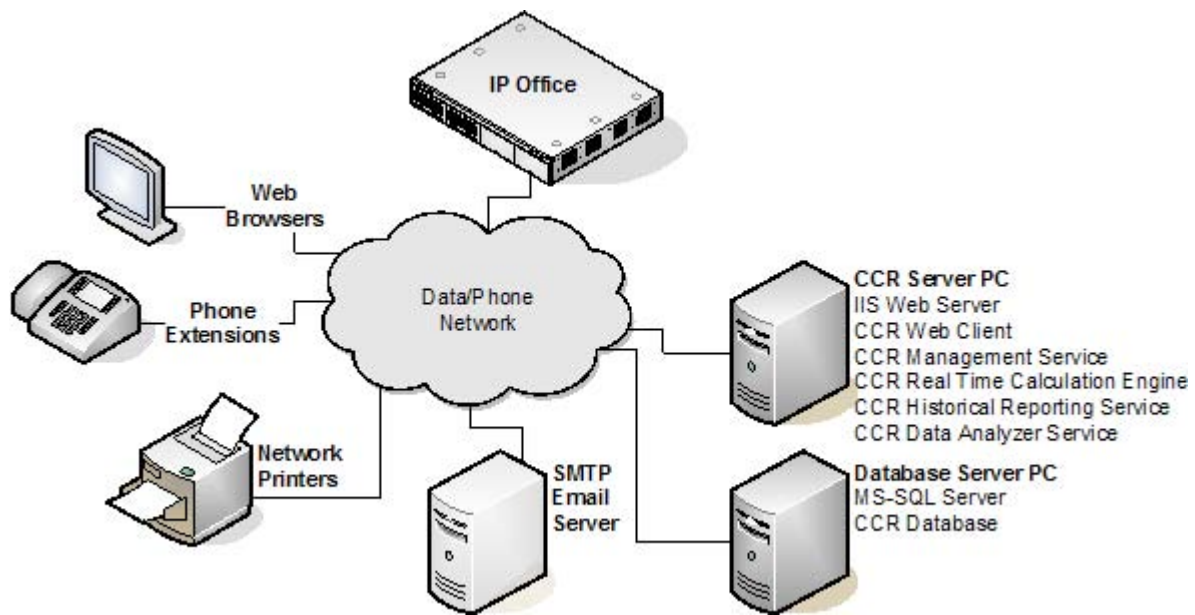 IP Office
Web
Browsers
Phone
Extensions
Data/Phone
Network
CCR Server PC
IIS Web Server
CCR Web Client
CCR Management Service
CCR Real Time Calculation Engine
CCR Historical Reporting Service
CCR Data Analyzer Service
Network
Printers
SMTP
Email
Server
Database Server PC
MS-SQL Server
CCR Database